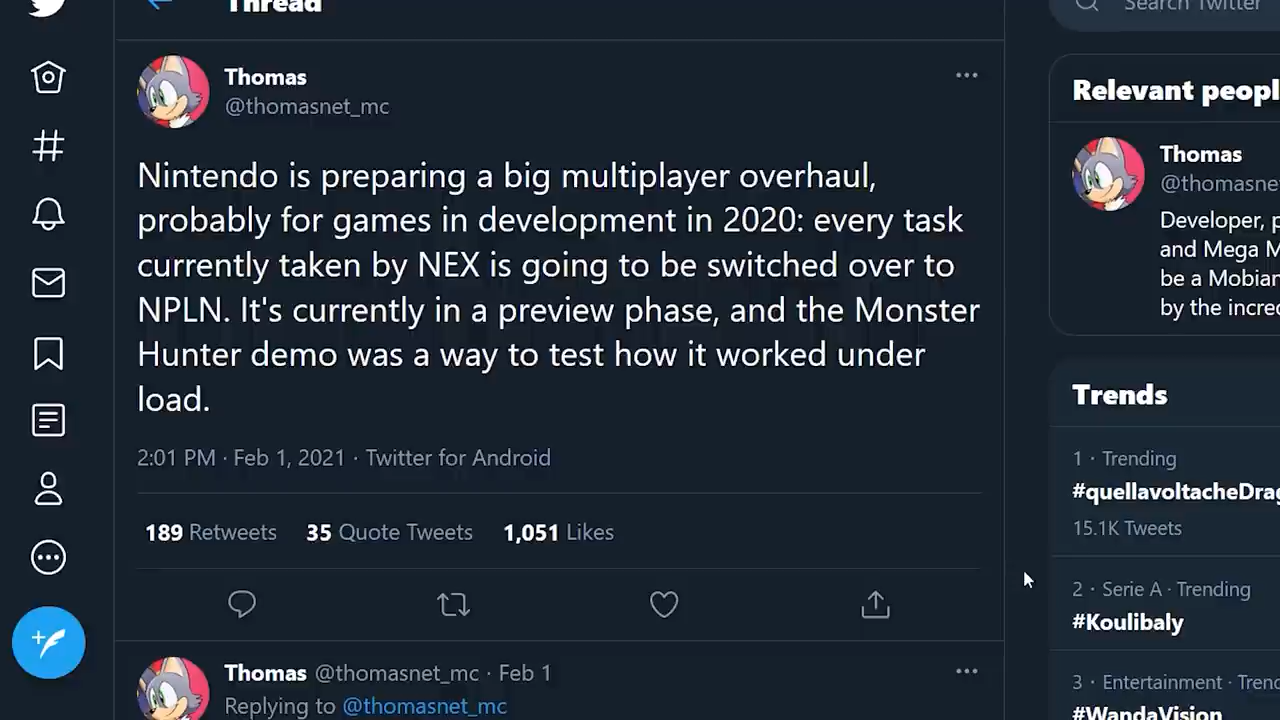 Thread
Search Twitter
Thomas
@thomasnet_mc
Nintendo is preparing a big multiplayer overhaul,
probably for games in development in 2020: every task
currently taken by NEX is going to be switched over to
NPLN. It's currently in a preview phase, and the Monster
Hunter demo was a way to test how it worked under
load.
2:01 PM · Feb 1, 2021 · Twitter for Android
189 Retweets 35 Quote Tweets 1,051 Likes
Thomas @thomasnet_mc · Feb 1
Replying to @thomasnet_mc
Relevant peopl
Thomas
@thomasne
Developer, p
and Mega M
be a Mobian
by the incre
Trends
1 · Trending
#quellavoltacheDrag
15.1K Tweets
2 · Serie A · Trending
#Koulibaly
3 · Entertainment · Trend
#WandaVision